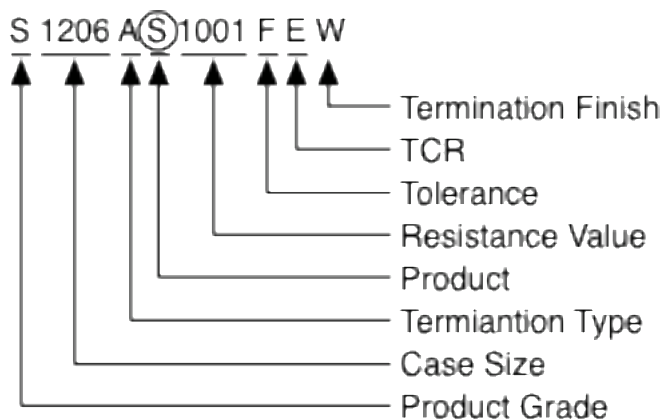 S 1206 A S 1001 F E W
Termination Finish
TCR
Tolerance
Resistance Value
Product
Termiantion Type
Case Size
Product Grade